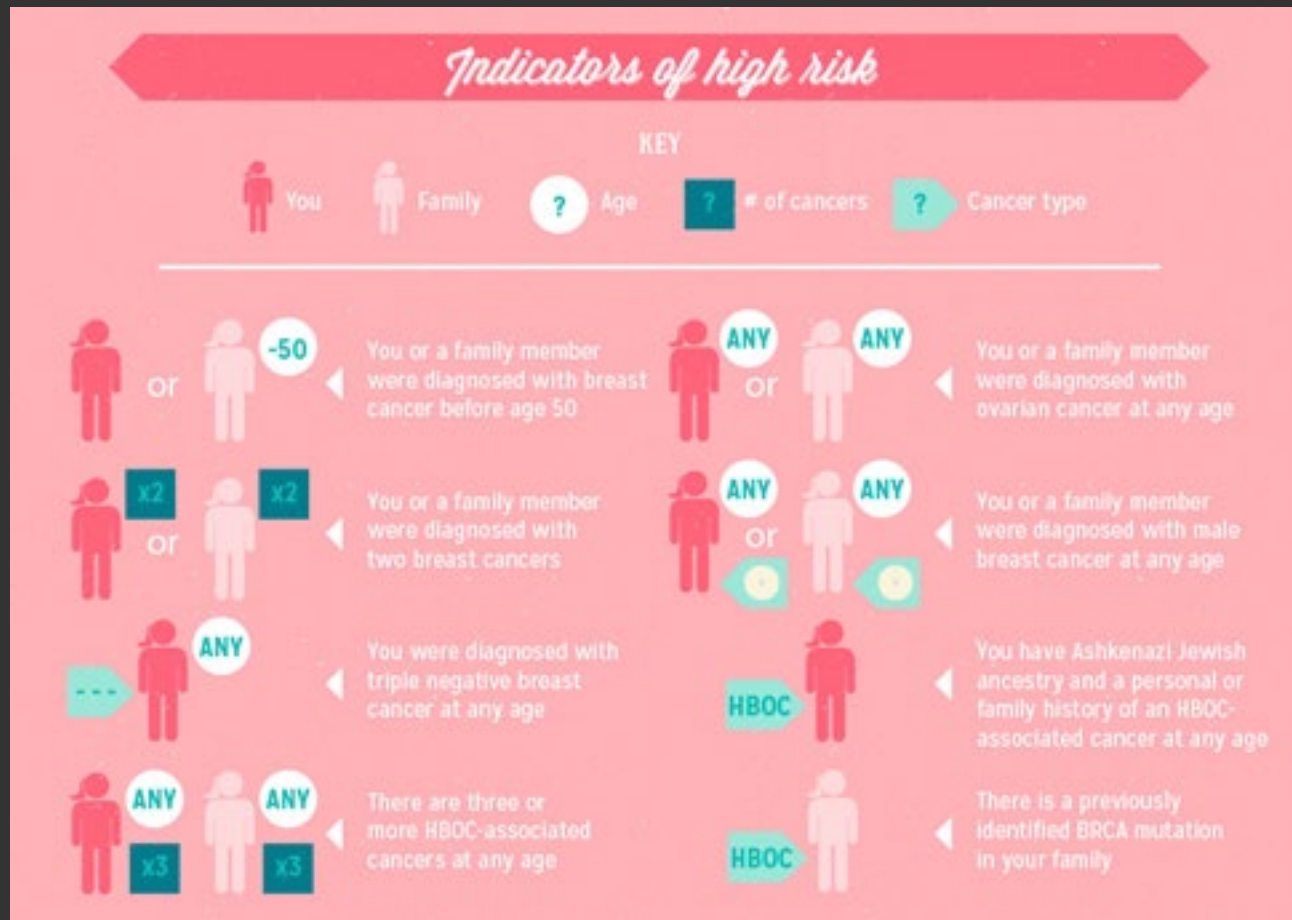 Indicators of high risk
KEY
You
Family
? Age
? # of cancers
? Cancer type
or
-50
You or a family member
were diagnosed with breast
cancer before age 50
ANY
or
ANY
You or a family member
were diagnosed with
ovarian cancer at any age
x2
or
x2
You or a family member
were diagnosed with
two breast cancers
ANY
or
ANY
You or a family member
were diagnosed with male
breast cancer at any age
---
ANY
You were diagnosed with
triple negative breast
cancer at any age
HBOC
You have Ashkenazi Jewish
ancestry and a personal or
family history of an HBOC-
associated cancer at any age
ANY
x3
ANY
x3
There are three or
more HBOC-associated
cancers at any age
HBOC
There is a previously
identified BRCA mutation
in your family